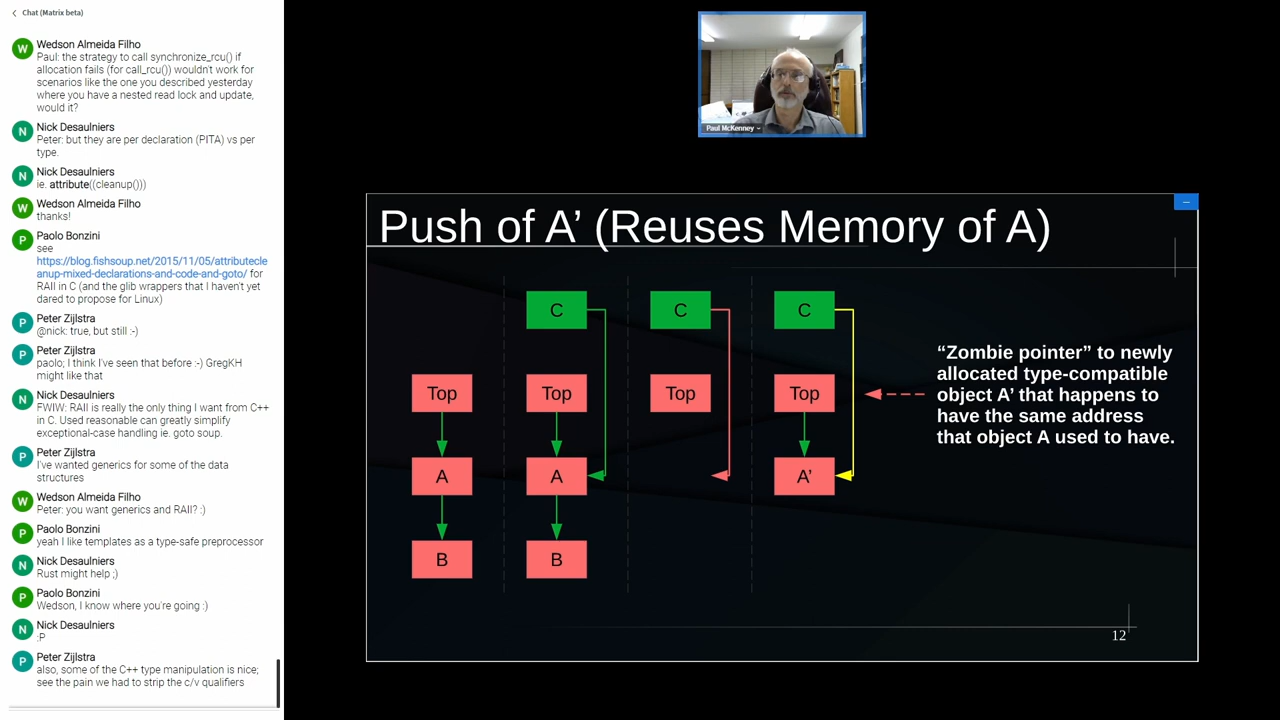 Chat (Matrix beta)
W
Wedson Almeida Filho
Paul: the strategy to call synchronize_rcu() if
allocation fails (for call_rcu()) wouldn't work for
scenarios like the one you described yesterday
where you have a nested read lock and update,
would it?
N
Nick Desaulniers
Peter: but they are per declaration (PITA) vs per
type.
N
Nick Desaulniers
ie. attribute((cleanup()))
W
Wedson Almeida Filho
thanks!
P
Paolo Bonzini
see
https://blog.fishsoup.net/2015/11/05/attributecle
anup-mixed-declarations-and-code-and-goto/ for
RAII in C (and the glib wrappers that I haven't yet
dared to propose for Linux)
P
Peter Zijlstra
@nick: true, but still :-)
P
Peter Zijlstra
paolo; I think I've seen that before :-) GregKH
might like that
N
Nick Desaulniers
FWIW: RAII is really the only thing I want from C++
in C. Used reasonable can greatly simplify
exceptional-case handling ie. goto soup.
P
Peter Zijlstra
I've wanted generics for some of the data
structures
W
Wedson Almeida Filho
Peter: you want generics and RAII? :)
P
Paolo Bonzini
yeah I like templates as a type-safe preprocessor
N
Nick Desaulniers
Rust might help ;)
P
Paolo Bonzini
Wedson, I know where you're going :)
N
Nick Desaulniers
:P
P
Peter Zijlstra
also, some of the C++ type manipulation is nice;
see the pain we had to strip the c/v qualifiers
Paul McKenney
Push of A’ (Reuses Memory of A)
C C C
Top Top Top Top
A A A’
B B
“Zombie pointer” to newly
allocated type-compatible
object A’ that happens to
have the same address
that object A used to have.
12